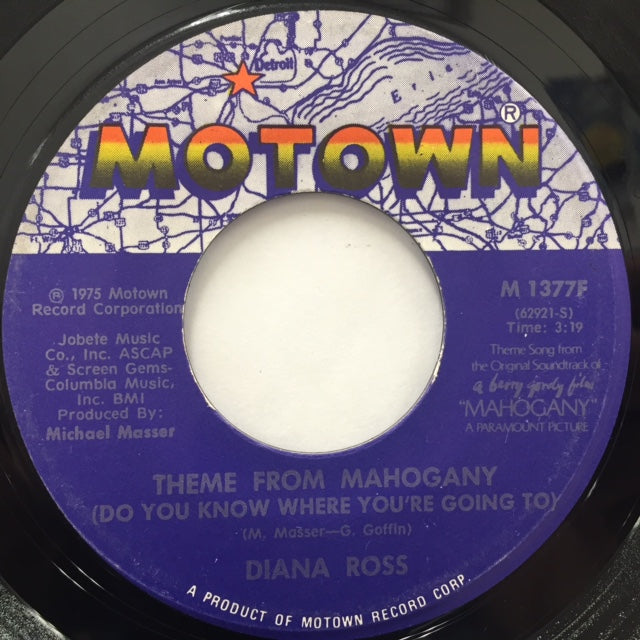 Detroit
Erie
MOTOWN®
℗ 1975 Motown
Record Corporation
Jobete Music
Co., Inc. ASCAP
& Screen Gems-
Columbia Music,
Inc. BMI
Produced By:
Michael Masser
M 1377F
(62921-S)
Time: 3:19
Theme Song from
the Original Soundtrack of
a berry gordy film
"MAHOGANY"
A PARAMOUNT PICTURE
THEME FROM MAHOGANY
(DO YOU KNOW WHERE YOU'RE GOING TO)
(M. Masser—G. Goffin)
DIANA ROSS
A PRODUCT OF MOTOWN RECORD CORP.